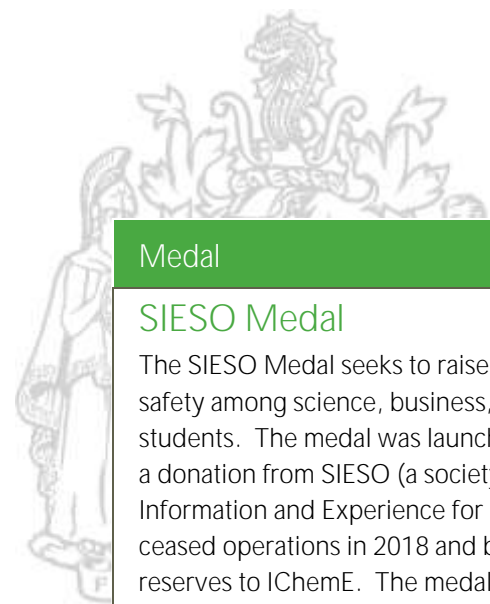 Medal
SIESO Medal
The SIESO Medal seeks to raise
safety among science, business,
students.  The medal was launch
a donation from SIESO (a society
Information and Experience for
ceased operations in 2018 and b
reserves to IChemE.  The medal